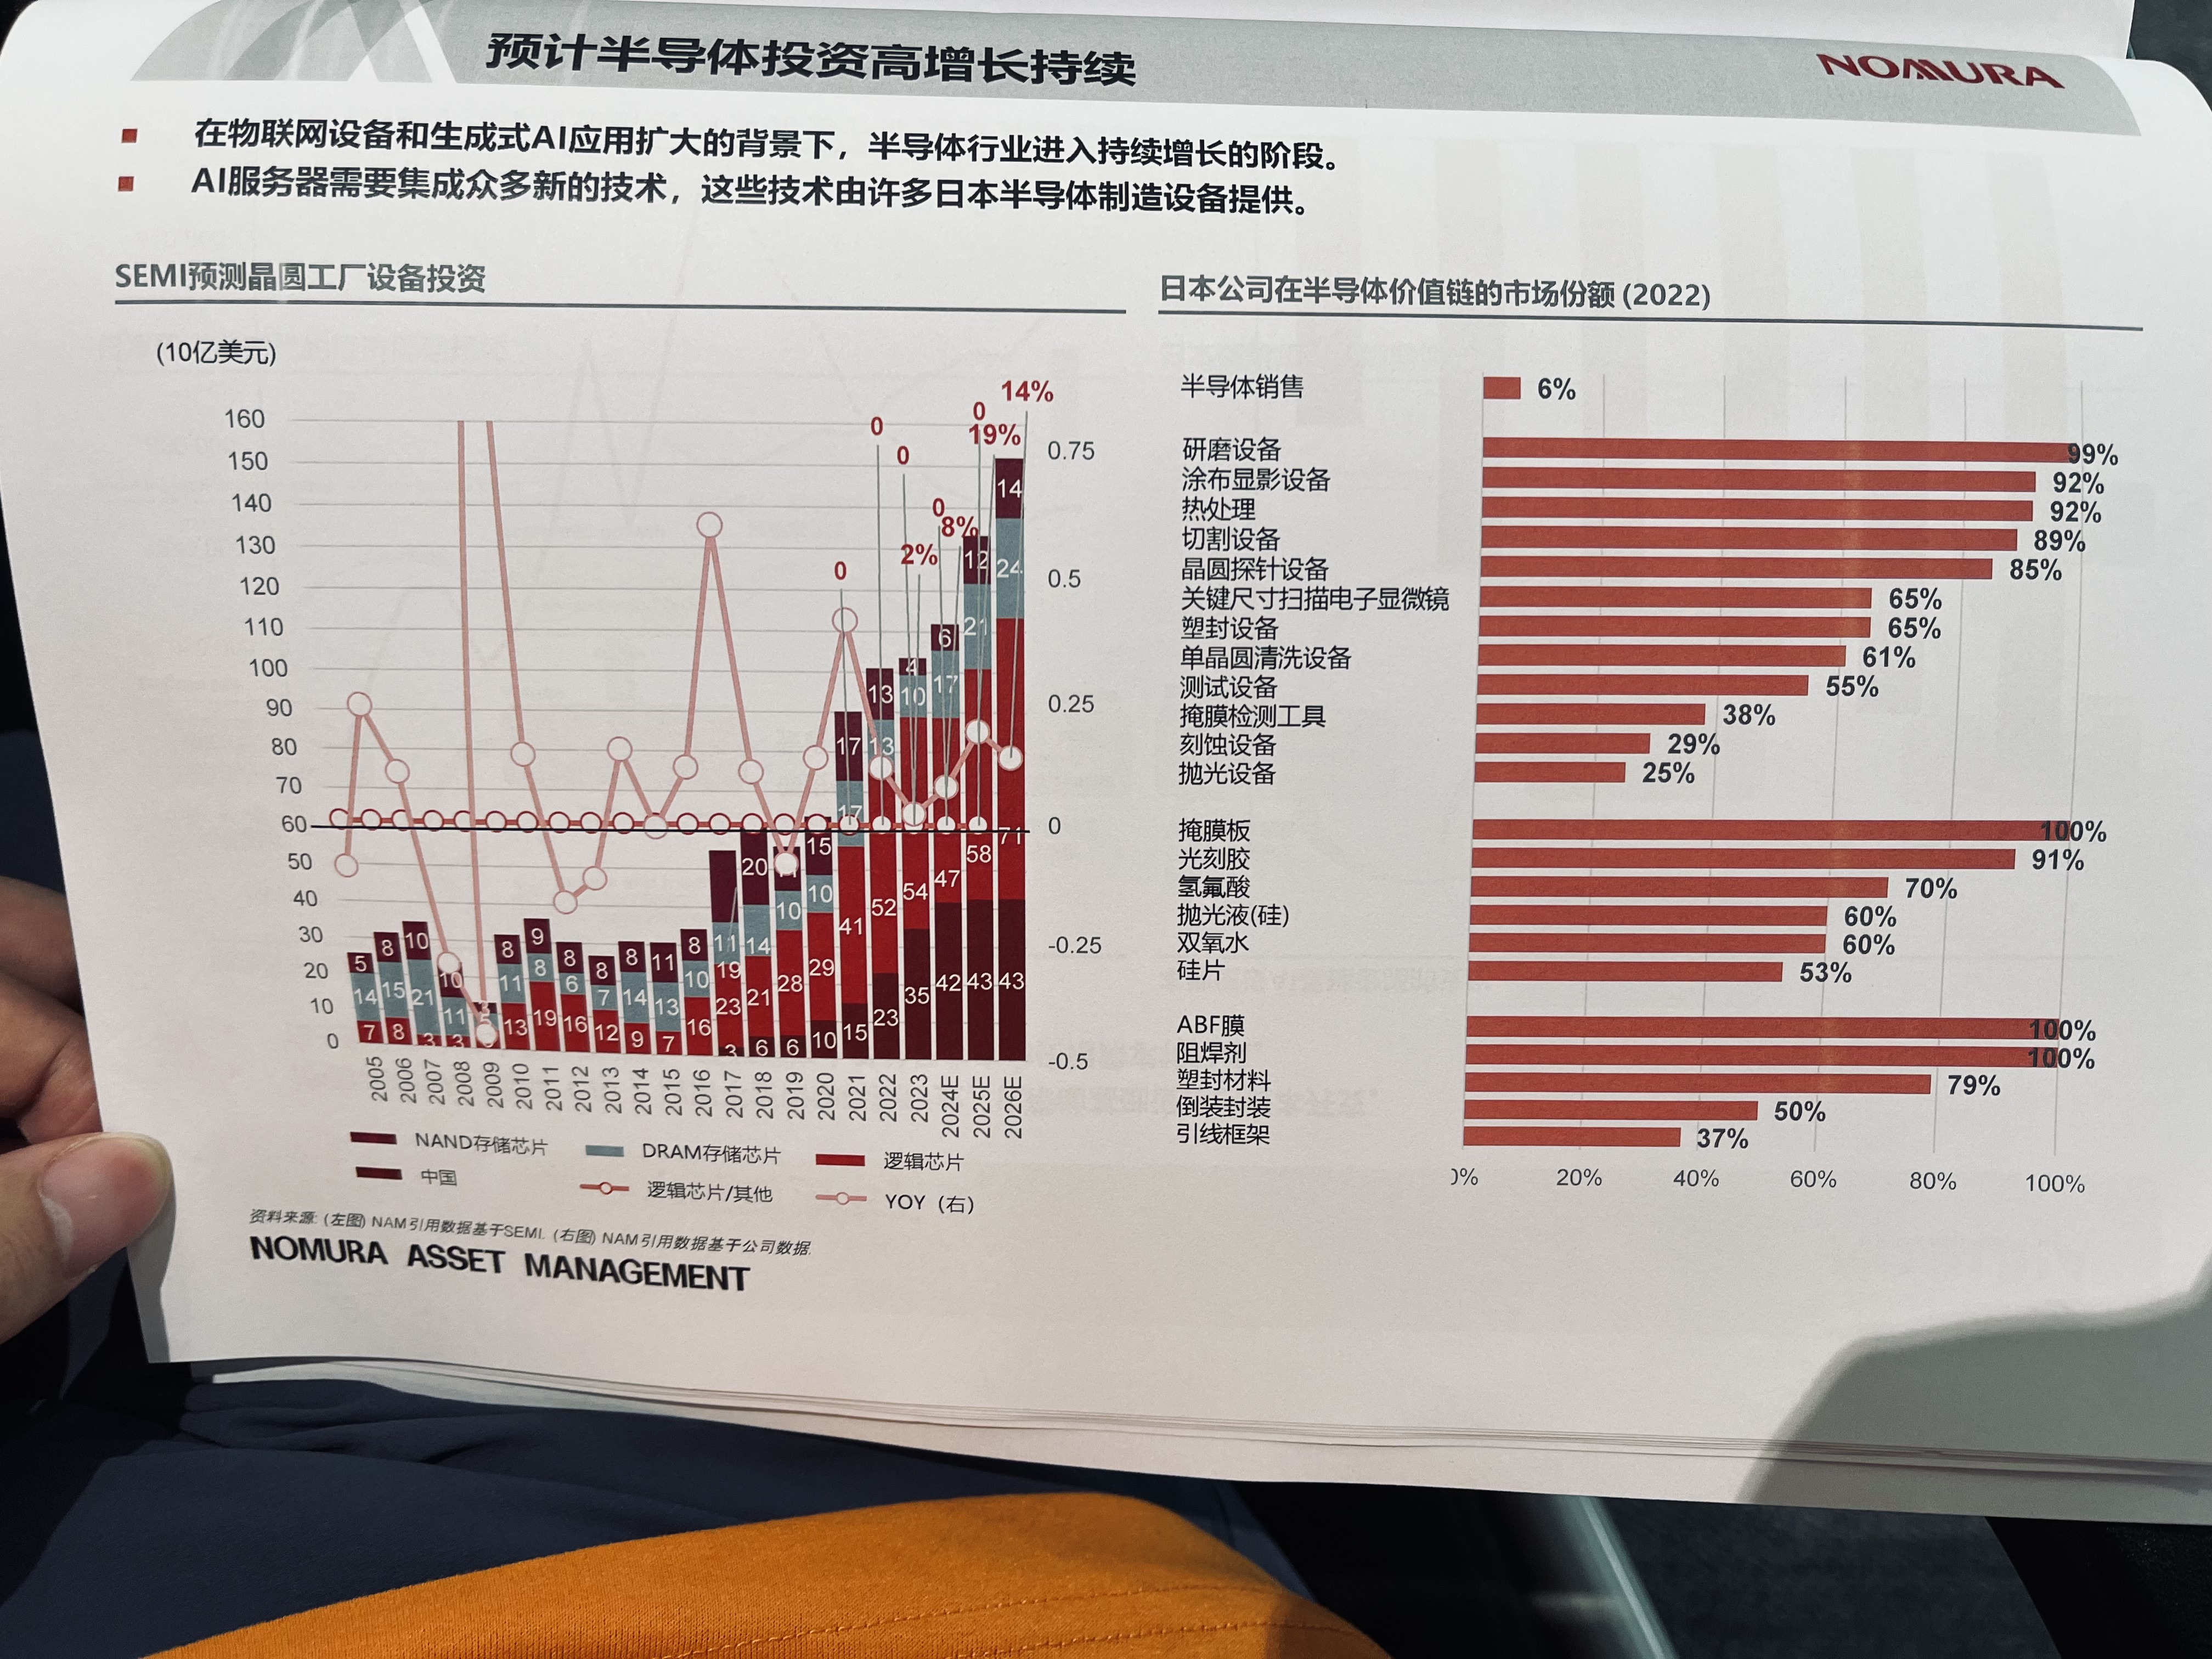 预计半导体投资高增长持续
NOMURA
在物联网设备和生成式AI应用扩大的背景下，半导体行业进入持续增长的阶段。
AI服务器需要集成众多新的技术，这些技术由许多日本半导体制造设备提供。
SEMI预测晶圆工厂设备投资
(10亿美元)
160
150
140
130
120
110
100
90
80
70
60
50
40
30
20
10
0
0.75
0.5
0.25
0
-0.25
-0.5
0
0
0
2%
0
8%
0
19%
14%
5
14
7
8
15
8
10
21
3
10
11
3
3
5
8
11
13
9
8
19
8
6
16
8
7
12
8
14
9
11
13
7
8
10
16
11
19
23
3
20
14
21
6
10
28
6
15
10
29
10
17
17
41
15
13
13
52
23
4
10
54
35
6
17
47
42
12
21
58
43
14
24
71
43
2005
2006
2007
2008
2009
2010
2011
2012
2013
2014
2015
2016
2017
2018
2019
2020
2021
2022
2023
2024E
2025E
2026E
NAND存储芯片
DRAM存储芯片
逻辑芯片
中国
逻辑芯片/其他
YOY（右）
资料来源: (左图) NAM引用数据基于SEMI. (右图) NAM引用数据基于公司数据.
NOMURA ASSET MANAGEMENT
日本公司在半导体价值链的市场份额 (2022)
半导体销售 6%
研磨设备 99%
涂布显影设备 92%
热处理 92%
切割设备 89%
晶圆探针设备 85%
关键尺寸扫描电子显微镜 65%
塑封设备 65%
单晶圆清洗设备 61%
测试设备 55%
掩膜检测工具 38%
刻蚀设备 29%
抛光设备 25%
掩膜板 100%
光刻胶 91%
氢氟酸 70%
抛光液(硅) 60%
双氧水 60%
硅片 53%
ABF膜 100%
阻焊剂 100%
塑封材料 79%
倒装封装 50%
引线框架 37%
0% 20% 40% 60% 80% 100%